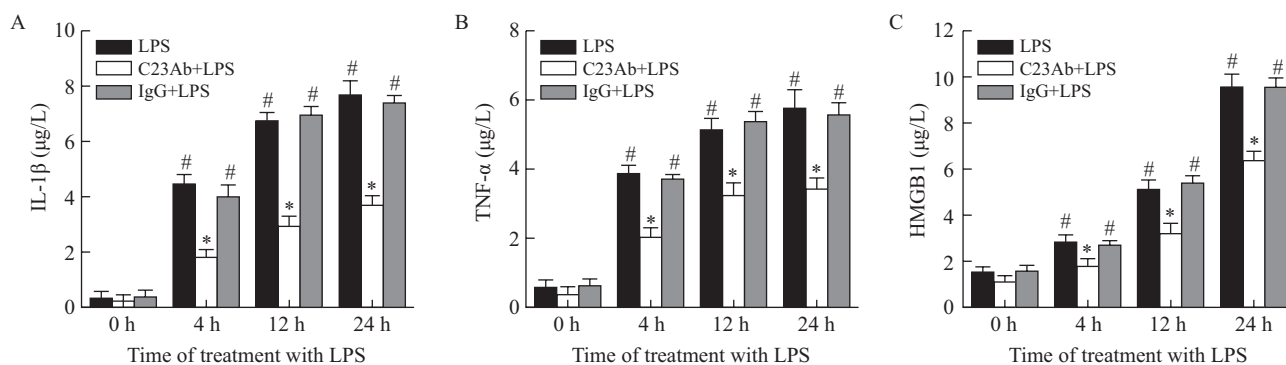 A
10
8
6
4
2
0
IL-1β (μg/L)
LPS
C23Ab+LPS
IgG+LPS
# # # # # #
* * *
0 h 4 h 12 h 24 h
Time of treatment with LPS
B
8
6
4
2
0
TNF-α (μg/L)
LPS
C23Ab+LPS
IgG+LPS
# # # # # #
* * *
0 h 4 h 12 h 24 h
Time of treatment with LPS
C
12
10
8
6
4
2
0
HMGB1 (μg/L)
LPS
C23Ab+LPS
IgG+LPS
# # # # # #
* * *
0 h 4 h 12 h 24 h
Time of treatment with LPS